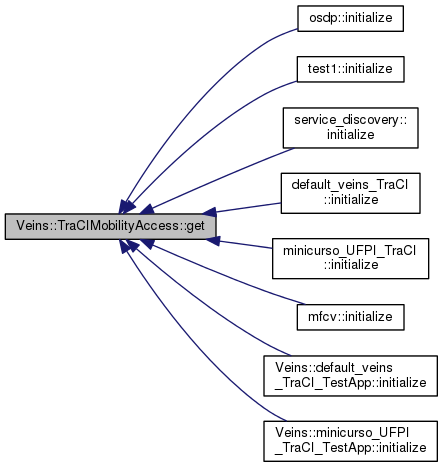 osdp::initialize
test1::initialize
service_discovery::
initialize
default_veins_TraCI
::initialize
Veins::TraCIMobilityAccess::get
minicurso_UFPI_TraCI
::initialize
mfcv::initialize
Veins::default_veins
_TraCI_TestApp::initialize
Veins::minicurso_UFPI
_TraCI_TestApp::initialize